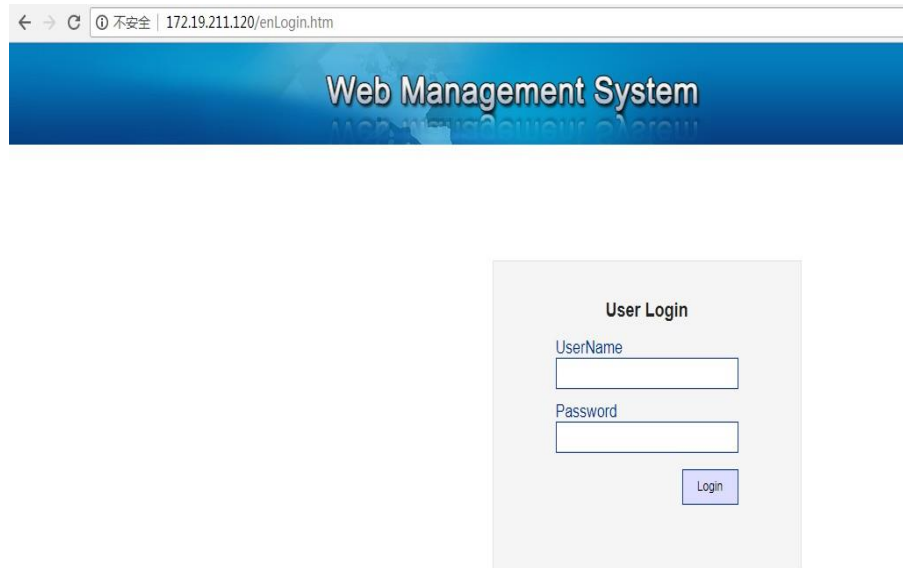 不安全 172.19.211.120/enLogin.htm
Web Management System
User Login
UserName
Password
Login